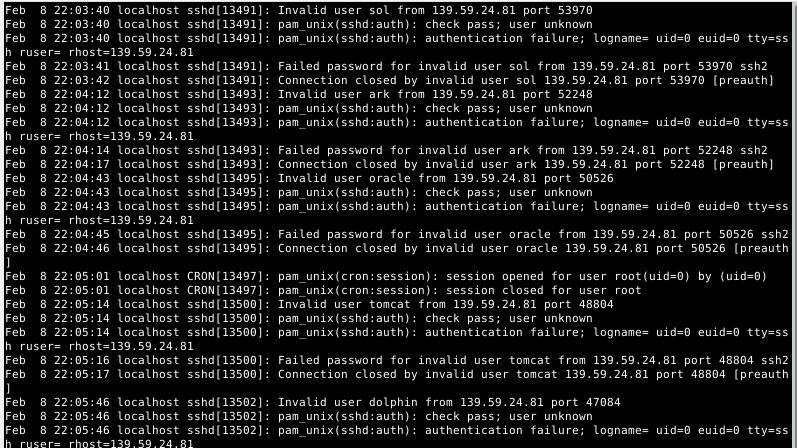 Feb  8 22:03:40 localhost sshd[13491]: Invalid user sol from 139.59.24.81 port 53970
Feb  8 22:03:40 localhost sshd[13491]: pam_unix(sshd:auth): check pass; user unknown
Feb  8 22:03:40 localhost sshd[13491]: pam_unix(sshd:auth): authentication failure; logname= uid=0 euid=0 tty=ss
h ruser= rhost=139.59.24.81
Feb  8 22:03:41 localhost sshd[13491]: Failed password for invalid user sol from 139.59.24.81 port 53970 ssh2
Feb  8 22:03:42 localhost sshd[13491]: Connection closed by invalid user sol 139.59.24.81 port 53970 [preauth]
Feb  8 22:04:12 localhost sshd[13493]: Invalid user ark from 139.59.24.81 port 52248
Feb  8 22:04:12 localhost sshd[13493]: pam_unix(sshd:auth): check pass; user unknown
Feb  8 22:04:12 localhost sshd[13493]: pam_unix(sshd:auth): authentication failure; logname= uid=0 euid=0 tty=ss
h ruser= rhost=139.59.24.81
Feb  8 22:04:14 localhost sshd[13493]: Failed password for invalid user ark from 139.59.24.81 port 52248 ssh2
Feb  8 22:04:17 localhost sshd[13493]: Connection closed by invalid user ark 139.59.24.81 port 52248 [preauth]
Feb  8 22:04:43 localhost sshd[13495]: Invalid user oracle from 139.59.24.81 port 50526
Feb  8 22:04:43 localhost sshd[13495]: pam_unix(sshd:auth): check pass; user unknown
Feb  8 22:04:43 localhost sshd[13495]: pam_unix(sshd:auth): authentication failure; logname= uid=0 euid=0 tty=ss
h ruser= rhost=139.59.24.81
Feb  8 22:04:45 localhost sshd[13495]: Failed password for invalid user oracle from 139.59.24.81 port 50526 ssh2
Feb  8 22:04:46 localhost sshd[13495]: Connection closed by invalid user oracle 139.59.24.81 port 50526 [preauth
]
Feb  8 22:05:01 localhost CRON[13497]: pam_unix(cron:session): session opened for user root(uid=0) by (uid=0)
Feb  8 22:05:01 localhost CRON[13497]: pam_unix(cron:session): session closed for user root
Feb  8 22:05:14 localhost sshd[13500]: Invalid user tomcat from 139.59.24.81 port 48804
Feb  8 22:05:14 localhost sshd[13500]: pam_unix(sshd:auth): check pass; user unknown
Feb  8 22:05:14 localhost sshd[13500]: pam_unix(sshd:auth): authentication failure; logname= uid=0 euid=0 tty=ss
h ruser= rhost=139.59.24.81
Feb  8 22:05:16 localhost sshd[13500]: Failed password for invalid user tomcat from 139.59.24.81 port 48804 ssh2
Feb  8 22:05:17 localhost sshd[13500]: Connection closed by invalid user tomcat 139.59.24.81 port 48804 [preauth
]
Feb  8 22:05:46 localhost sshd[13502]: Invalid user dolphin from 139.59.24.81 port 47084
Feb  8 22:05:46 localhost sshd[13502]: pam_unix(sshd:auth): check pass; user unknown
Feb  8 22:05:46 localhost sshd[13502]: pam_unix(sshd:auth): authentication failure; logname= uid=0 euid=0 tty=ss
h ruser= rhost=139.59.24.81